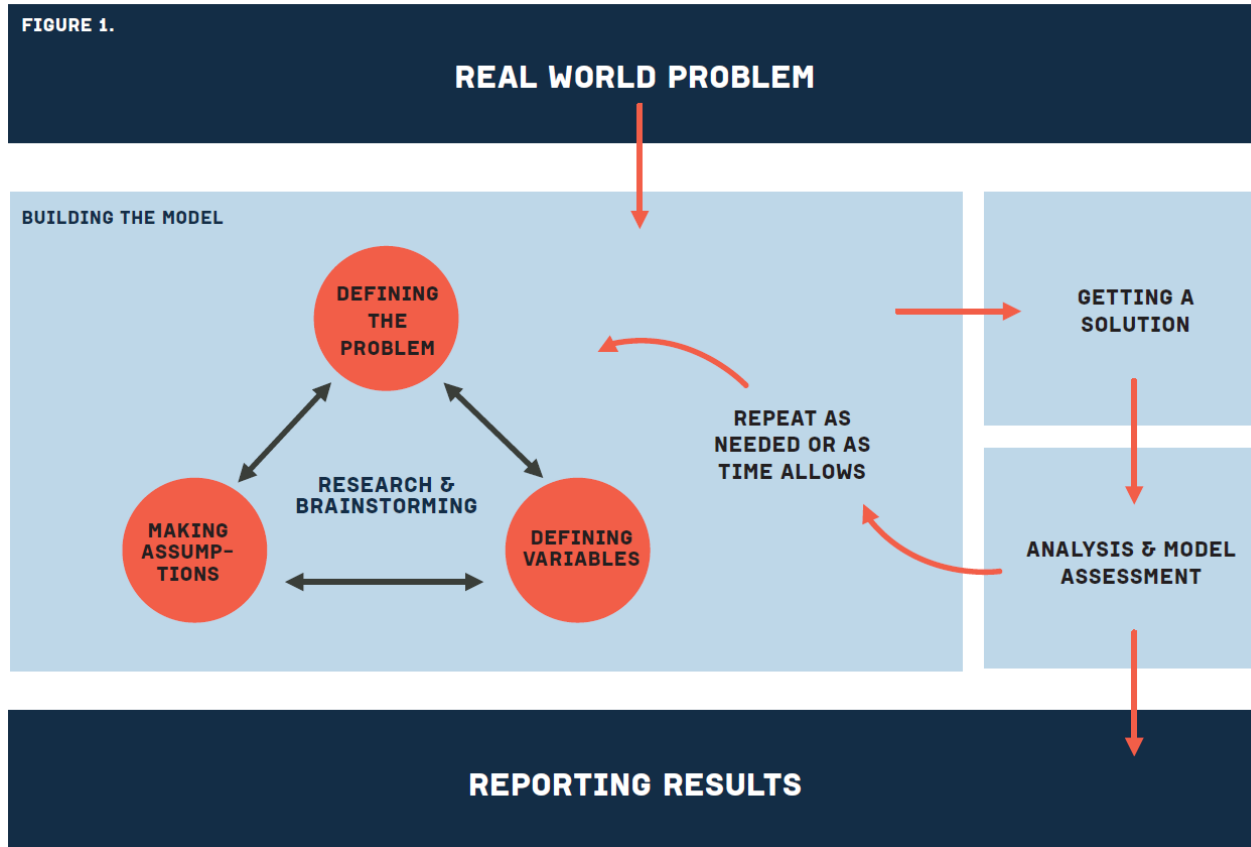 FIGURE 1.
REAL WORLD PROBLEM
BUILDING THE MODEL
DEFINING
THE
PROBLEM
RESEARCH &
BRAINSTORMING
MAKING
ASSUMP-
TIONS
DEFINING
VARIABLES
REPEAT AS
NEEDED OR AS
TIME ALLOWS
GETTING A
SOLUTION
ANALYSIS & MODEL
ASSESSMENT
REPORTING RESULTS